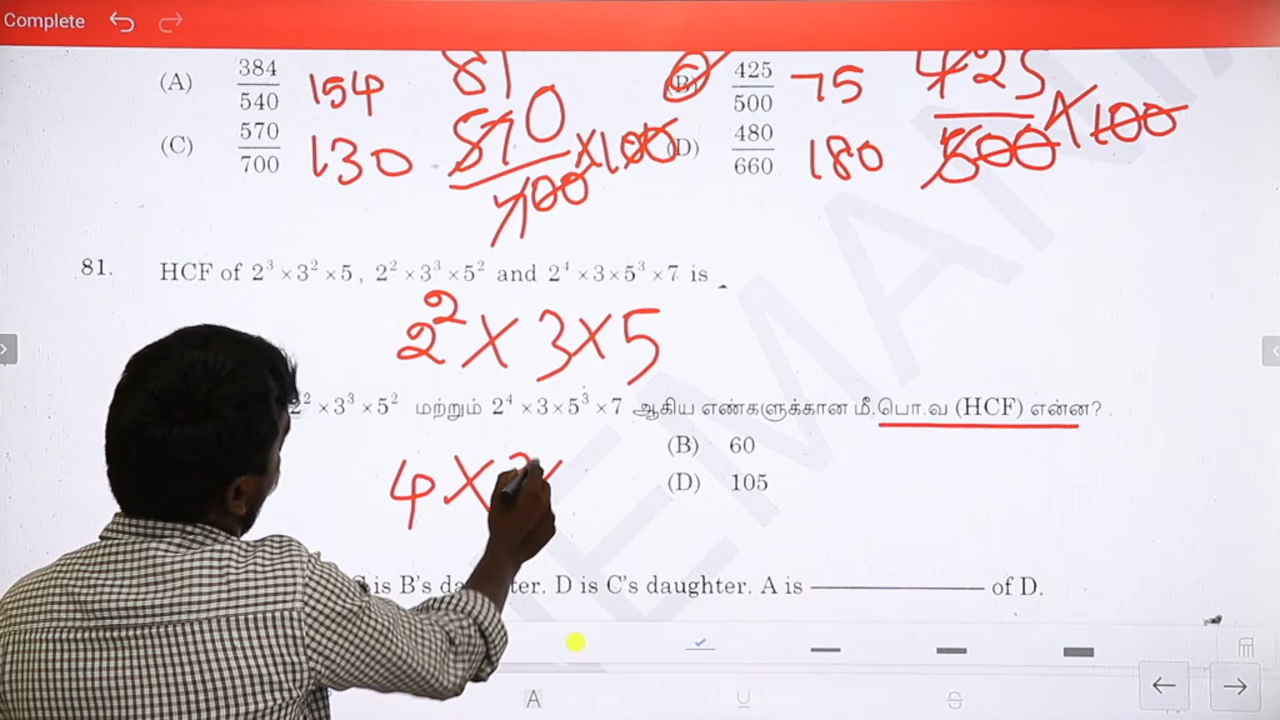 Complete
(A) 384/540 154 81 (B) 425/500 75 425
(C) 570/700 130 570/700 ×100 (D) 480/660 180 500 ×100
81. HCF of 2³ × 3² × 5 , 2² × 3³ × 5² and 2⁴ × 3 × 5³ × 7 is
2² × 3 × 5
2² × 3³ × 5² மற்றும் 2⁴ × 3 × 5³ × 7 ஆகிய எண்களுக்கான மீ.பொ.வ (HCF) என்ன?
(B) 60
4 ×
(D) 105
is B's daughter. D is C's daughter. A is ———— of D.
A U S